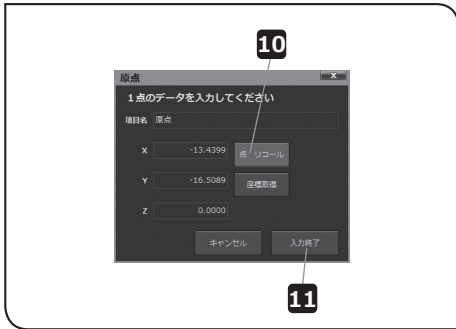 10
原点
x
1点のデータを入力してください
項目名 原点
X -13.4399 点 リコール
Y -16.5089 座標取得
Z 0.0000
キャンセル 入力終了
11